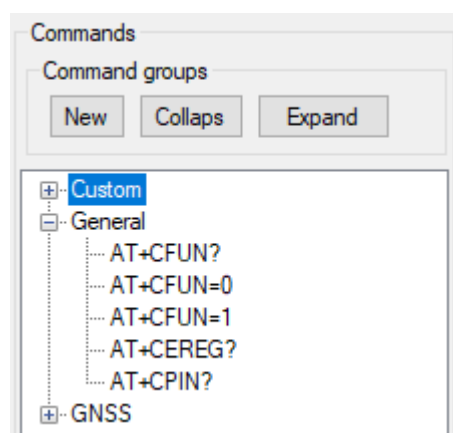 Commands
Command groups
New Collaps Expand
Custom
General
AT+CFUN?
AT+CFUN=0
AT+CFUN=1
AT+CEREG?
AT+CPIN?
GNSS